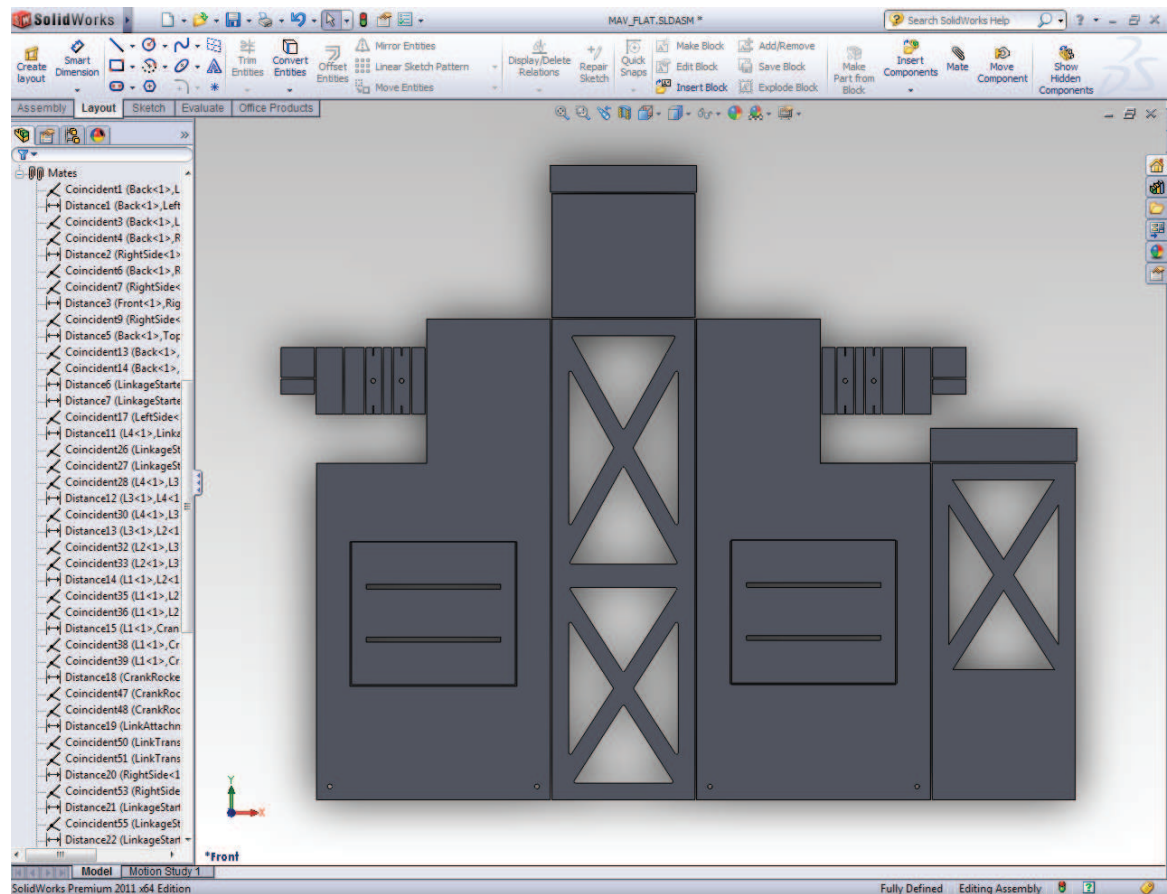 SolidWorks
MAV_FLAT.SLDASM *
Search SolidWorks Help
Create layout
Smart Dimension
Trim Entities
Convert Entities
Offset Entities
Mirror Entities
Linear Sketch Pattern
Move Entities
Display/Delete Relations
Repair Sketch
Quick Snaps
Make Block
Edit Block
Insert Block
Add/Remove
Save Block
Explode Block
Make Part from Block
Insert Components
Mate
Move Component
Show Hidden Components
Assembly Layout Sketch Evaluate Office Products
Mates
Coincident1 (Back<1>,L
Distance1 (Back<1>,Left
Coincident3 (Back<1>,L
Coincident4 (Back<1>,R
Distance2 (RightSide<1>
Coincident6 (Back<1>,R
Coincident7 (RightSide<
Distance3 (Front<1>,Rig
Coincident9 (RightSide<
Distance5 (Back<1>,Top
Coincident13 (Back<1>,
Coincident14 (Back<1>,
Distance6 (LinkageStarte
Distance7 (LinkageStarte
Coincident17 (LeftSide<
Distance11 (L4<1>,Linka
Coincident26 (LinkageSt
Coincident27 (LinkageSt
Coincident28 (L4<1>,L3
Distance12 (L3<1>,L4<1
Coincident30 (L4<1>,L3
Distance13 (L3<1>,L2<1
Coincident32 (L2<1>,L3
Coincident33 (L2<1>,L3
Distance14 (L1<1>,L2<1
Coincident35 (L1<1>,L2
Coincident36 (L1<1>,L2
Distance15 (L1<1>,Cran
Coincident38 (L1<1>,Cr
Coincident39 (L1<1>,Cr
Distance18 (CrankRocke
Coincident47 (CrankRoc
Coincident48 (CrankRoc
Distance19 (LinkAttachn
Coincident50 (LinkTrans
Coincident51 (LinkTrans
Distance20 (RightSide<1
Coincident53 (RightSide
Distance21 (LinkageStart
Coincident55 (LinkageSt
Distance22 (LinkageStart
Y
X
*Front
Model Motion Study 1
SolidWorks Premium 2011 x64 Edition
Fully Defined Editing Assembly